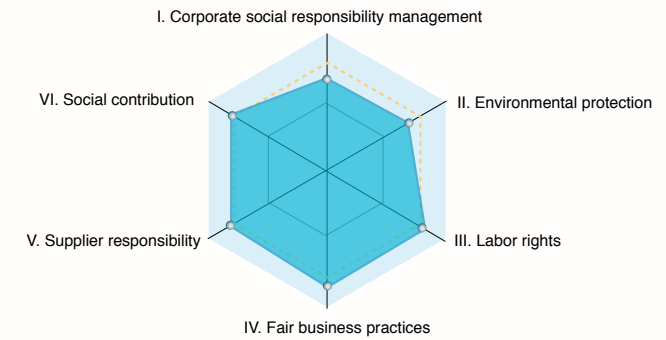 I. Corporate social responsibility management
VI. Social contribution
II. Environmental protection
V. Supplier responsibility
III. Labor rights
IV. Fair business practices